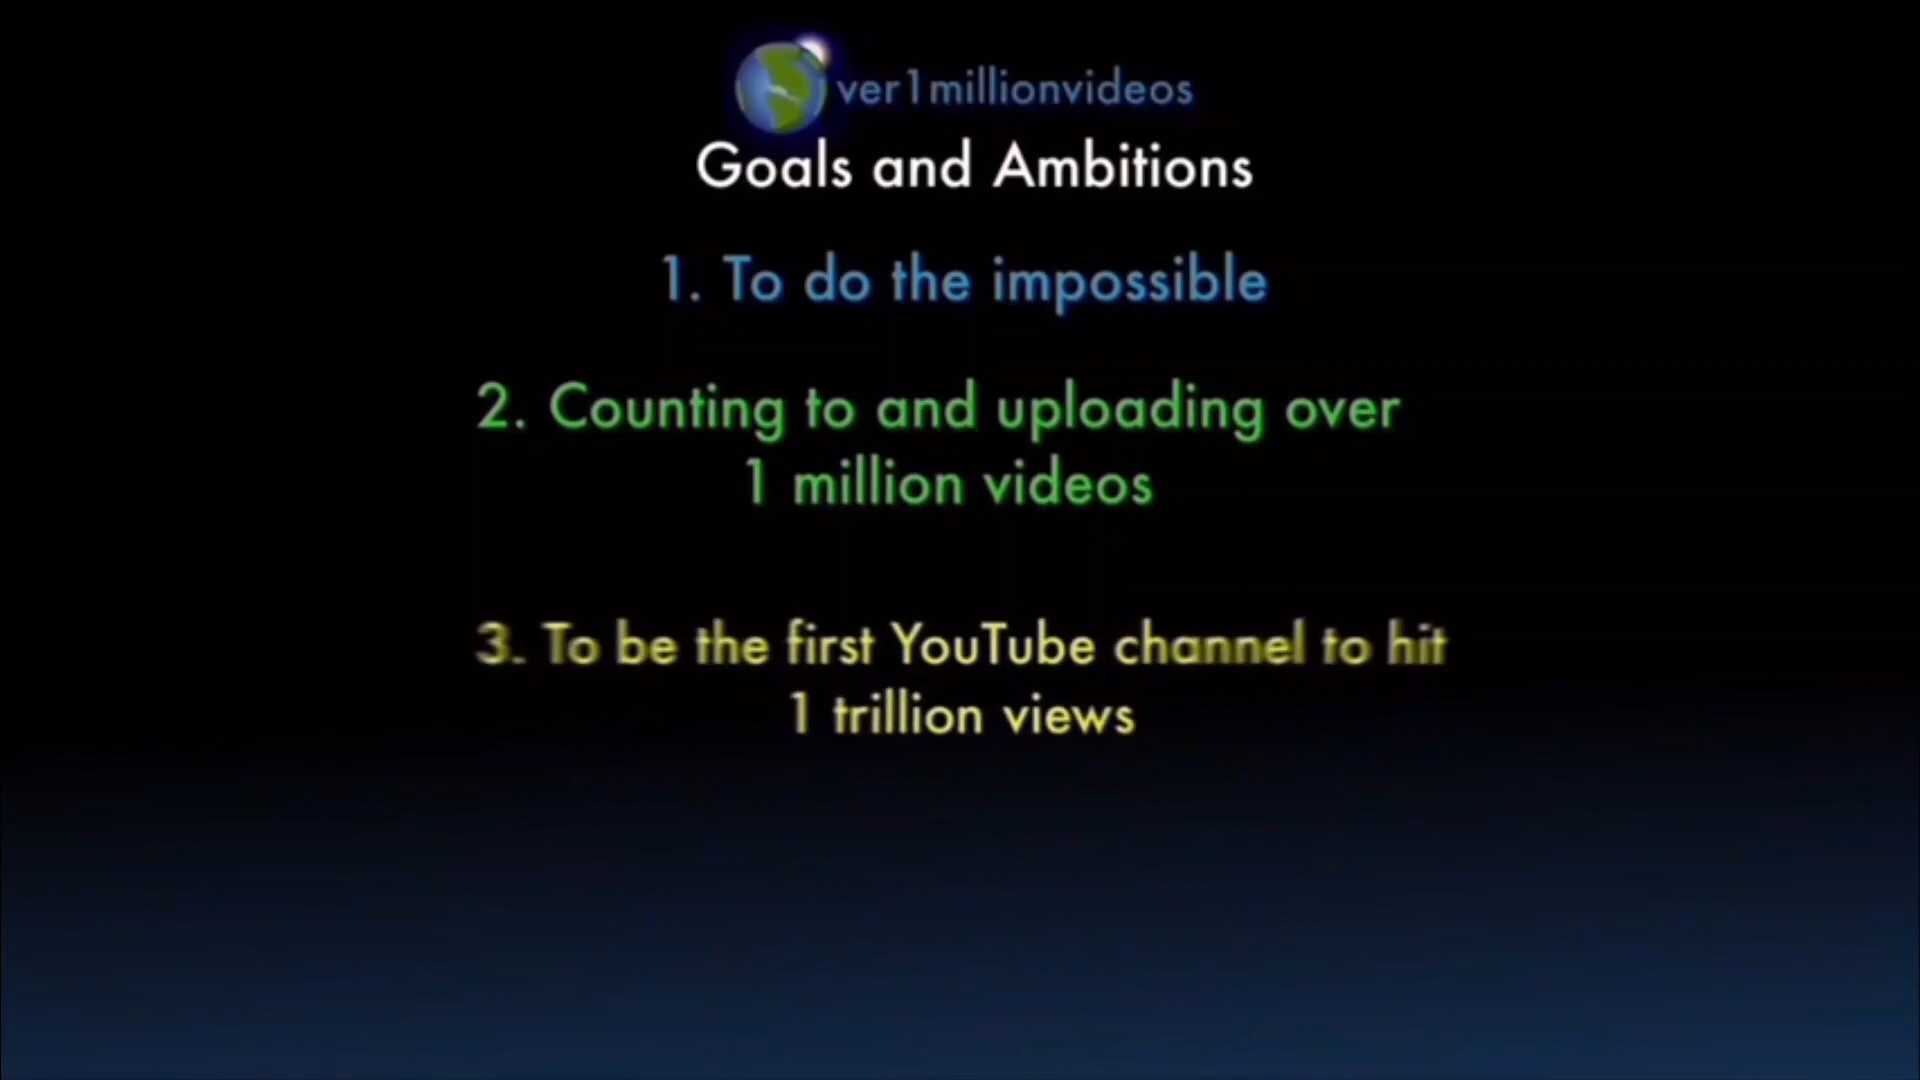 ver1millionvideos
Goals and Ambitions
1. To do the impossible
2. Counting to and uploading over
1 million videos
3. To be the first YouTube channel to hit
1 trillion views